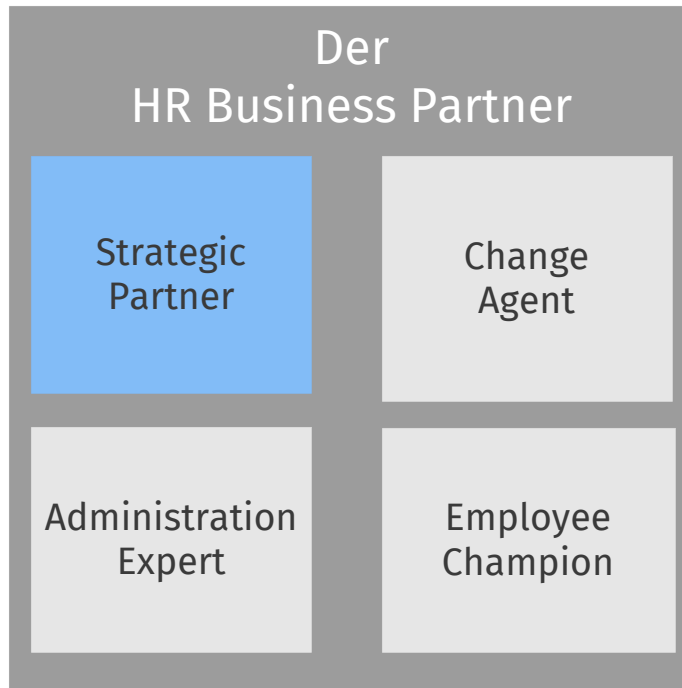 Der
HR Business Partner
Strategic
Partner
Change
Agent
Administration
Expert
Employee
Champion